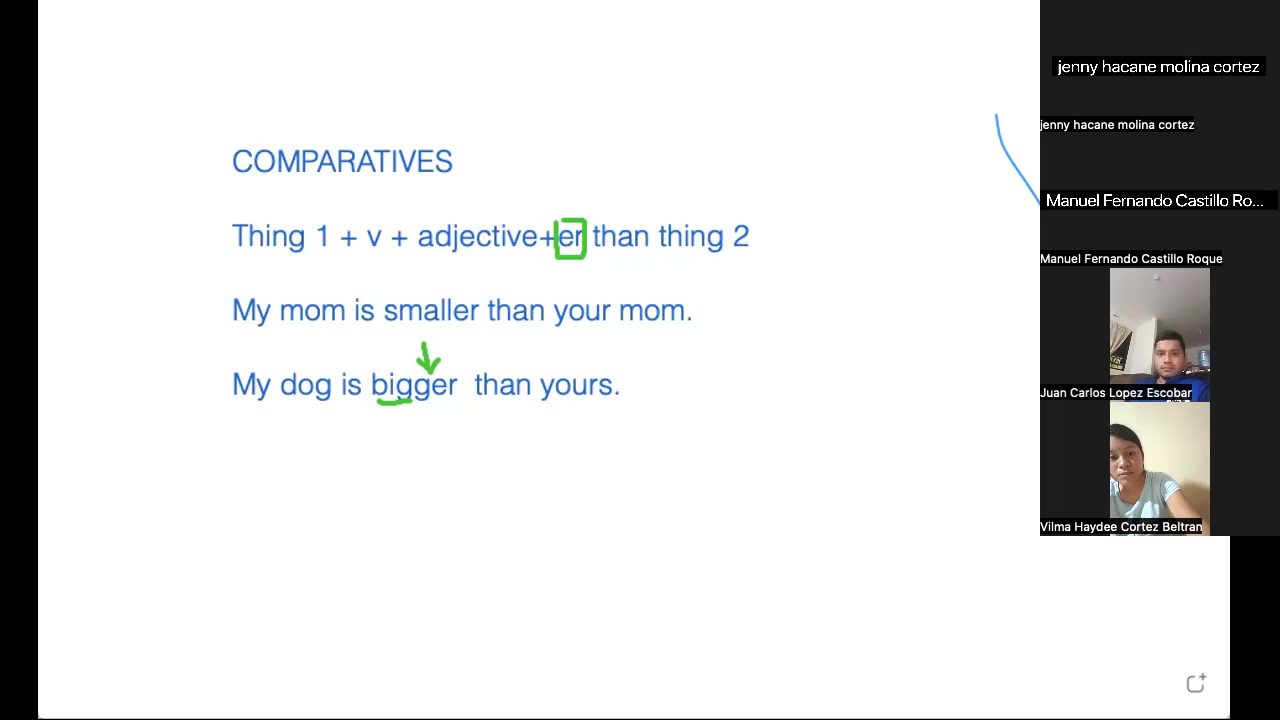 COMPARATIVES
Thing 1 + v + adjective+er than thing 2
My mom is smaller than your mom.
My dog is bigger than yours.
jenny hacane molina cortez
jenny hacane molina cortez
Manuel Fernando Castillo Ro...
Manuel Fernando Castillo Roque
Juan Carlos Lopez Escobar
Vilma Haydee Cortez Beltran